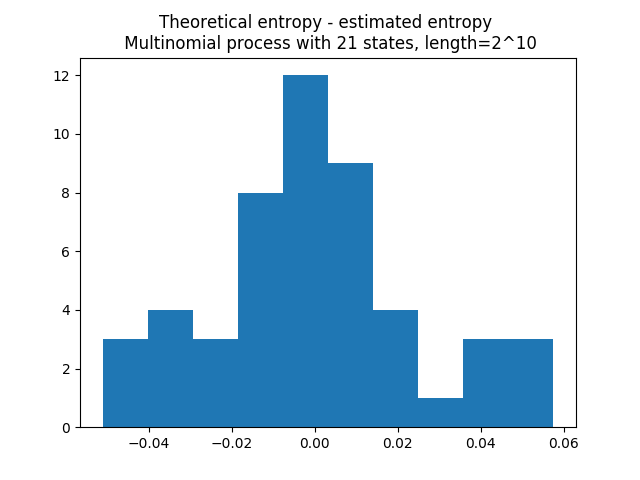 Theoretical entropy - estimated entropy
Multinomial process with 21 states, length=2^10
12
10
8
6
4
2
0
−0.04 −0.02 0.00 0.02 0.04 0.06